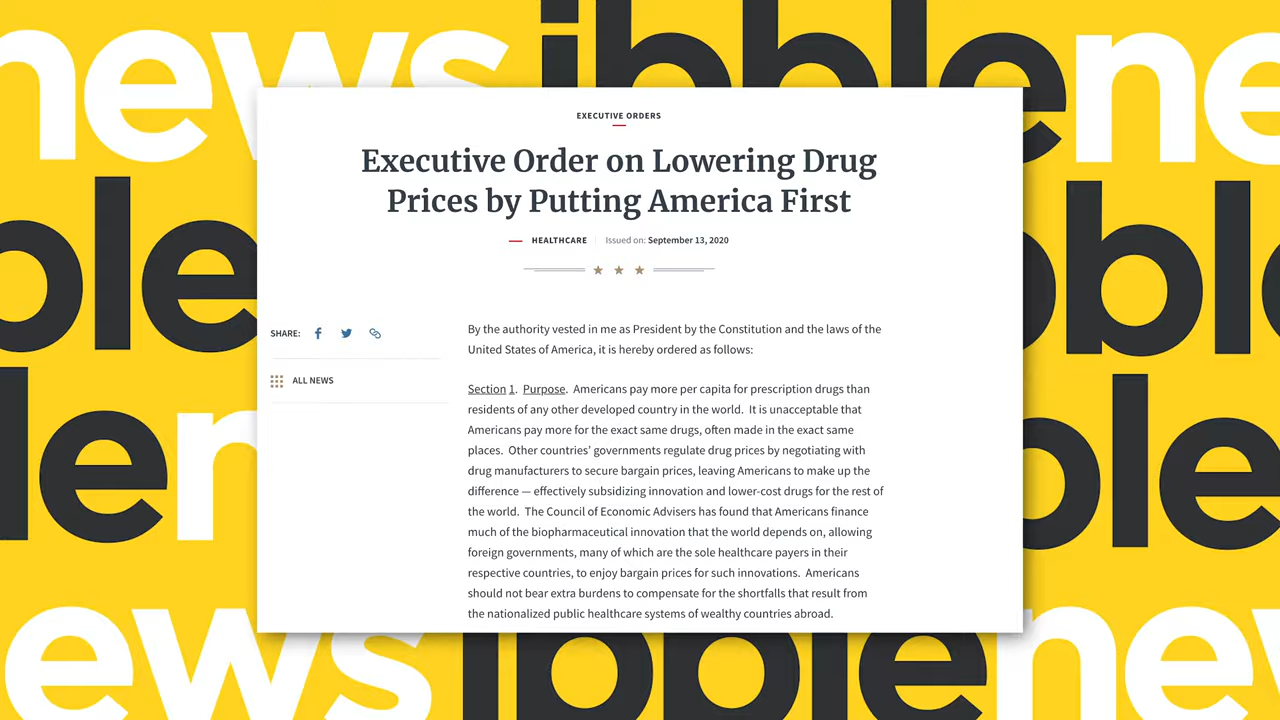 news ibble ne
EXECUTIVE ORDERS
Executive Order on Lowering Drug
Prices by Putting America First
HEALTHCARE Issued on: September 13, 2020
SHARE:
ALL NEWS
By the authority vested in me as President by the Constitution and the laws of the
United States of America, it is hereby ordered as follows:
Section 1. Purpose. Americans pay more per capita for prescription drugs than
residents of any other developed country in the world. It is unacceptable that
Americans pay more for the exact same drugs, often made in the exact same
places. Other countries' governments regulate drug prices by negotiating with
drug manufacturers to secure bargain prices, leaving Americans to make up the
difference — effectively subsidizing innovation and lower-cost drugs for the rest of
the world. The Council of Economic Advisers has found that Americans finance
much of the biopharmaceutical innovation that the world depends on, allowing
foreign governments, many of which are the sole healthcare payers in their
respective countries, to enjoy bargain prices for such innovations. Americans
should not bear extra burdens to compensate for the shortfalls that result from
the nationalized public healthcare systems of wealthy countries abroad.
ews ibble ne